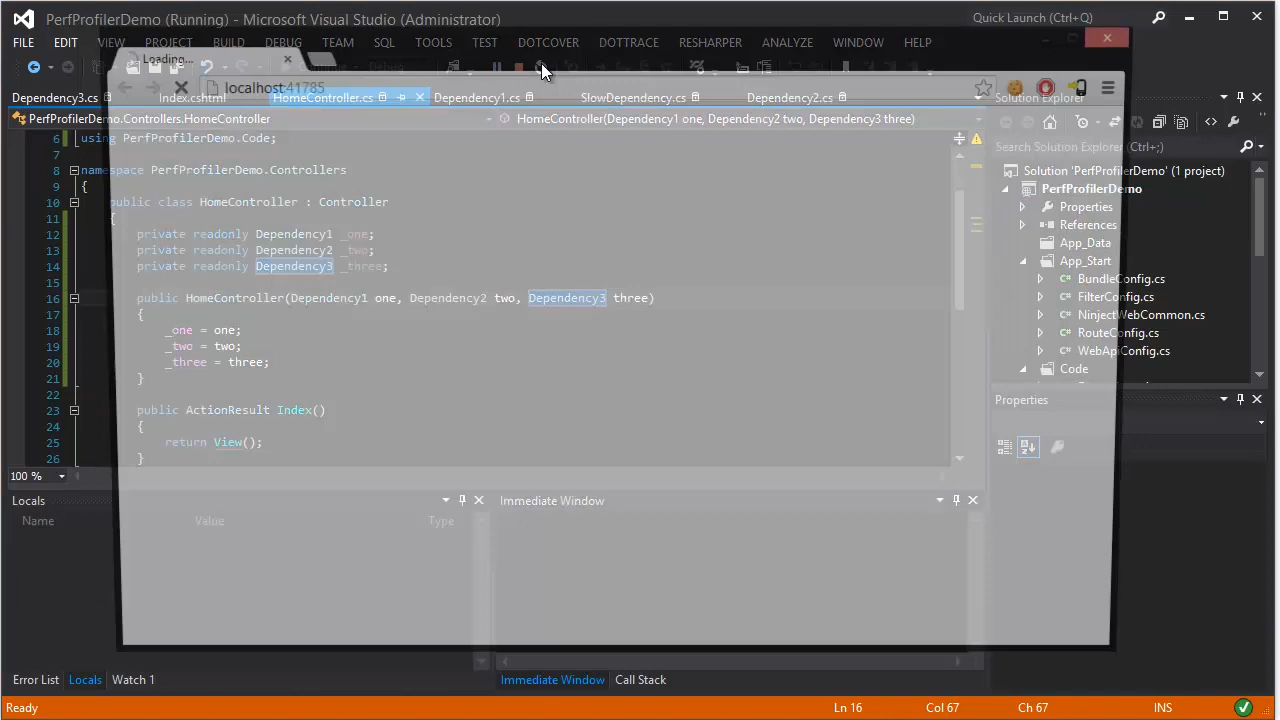 PerfProfilerDemo (Running) - Microsoft Visual Studio (Administrator)
Quick Launch (Ctrl+Q)
FILE EDIT VIEW PROJECT BUILD DEBUG TEAM SQL TOOLS TEST DOTCOVER DOTTRACE RESHARPER ANALYZE WINDOW HELP
Loading...
localhost:41785
Dependency3.cs Index.cshtml HomeController.cs Dependency1.cs SlowDependency.cs Dependency2.cs
Solution Explorer
PerfProfilerDemo.Controllers.HomeController
HomeController(Dependency1 one, Dependency2 two, Dependency3 three)
Search Solution Explorer (Ctrl+;)
6 using PerfProfilerDemo.Code;
7
8 namespace PerfProfilerDemo.Controllers
9 {
10 public class HomeController : Controller
11 {
12 private readonly Dependency1 _one;
13 private readonly Dependency2 _two;
14 private readonly Dependency3 _three;
15
16 public HomeController(Dependency1 one, Dependency2 two, Dependency3 three)
17 {
18 _one = one;
19 _two = two;
20 _three = three;
21 }
22
23 public ActionResult Index()
24 {
25 return View();
26 }
100 %
Solution 'PerfProfilerDemo' (1 project)
PerfProfilerDemo
Properties
References
App_Data
App_Start
BundleConfig.cs
FilterConfig.cs
NinjectWebCommon.cs
RouteConfig.cs
WebApiConfig.cs
Code
Properties
Locals
Name Value Type
Immediate Window
Error List Locals Watch 1
Immediate Window Call Stack
Ready
Ln 16 Col 67 Ch 67 INS